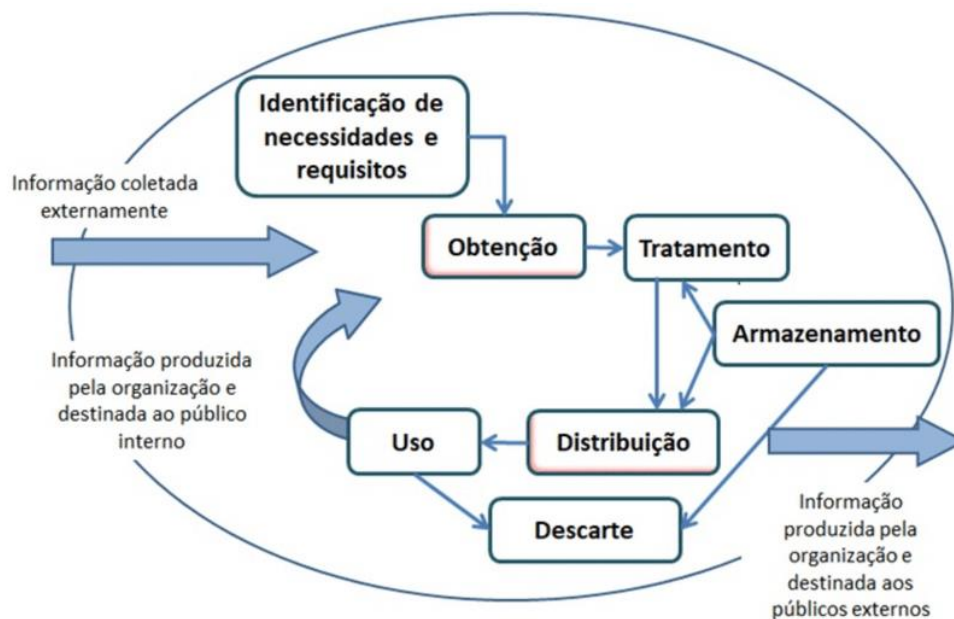 Identificação de
necessidades e
requisitos
Informação coletada
externamente
Obtenção
Tratamento
Armazenamento
Informação produzida
pela organização e
destinada ao público
interno
Uso
Distribuição
Descarte
Informação
produzida pela
organização e
destinada aos
públicos externos